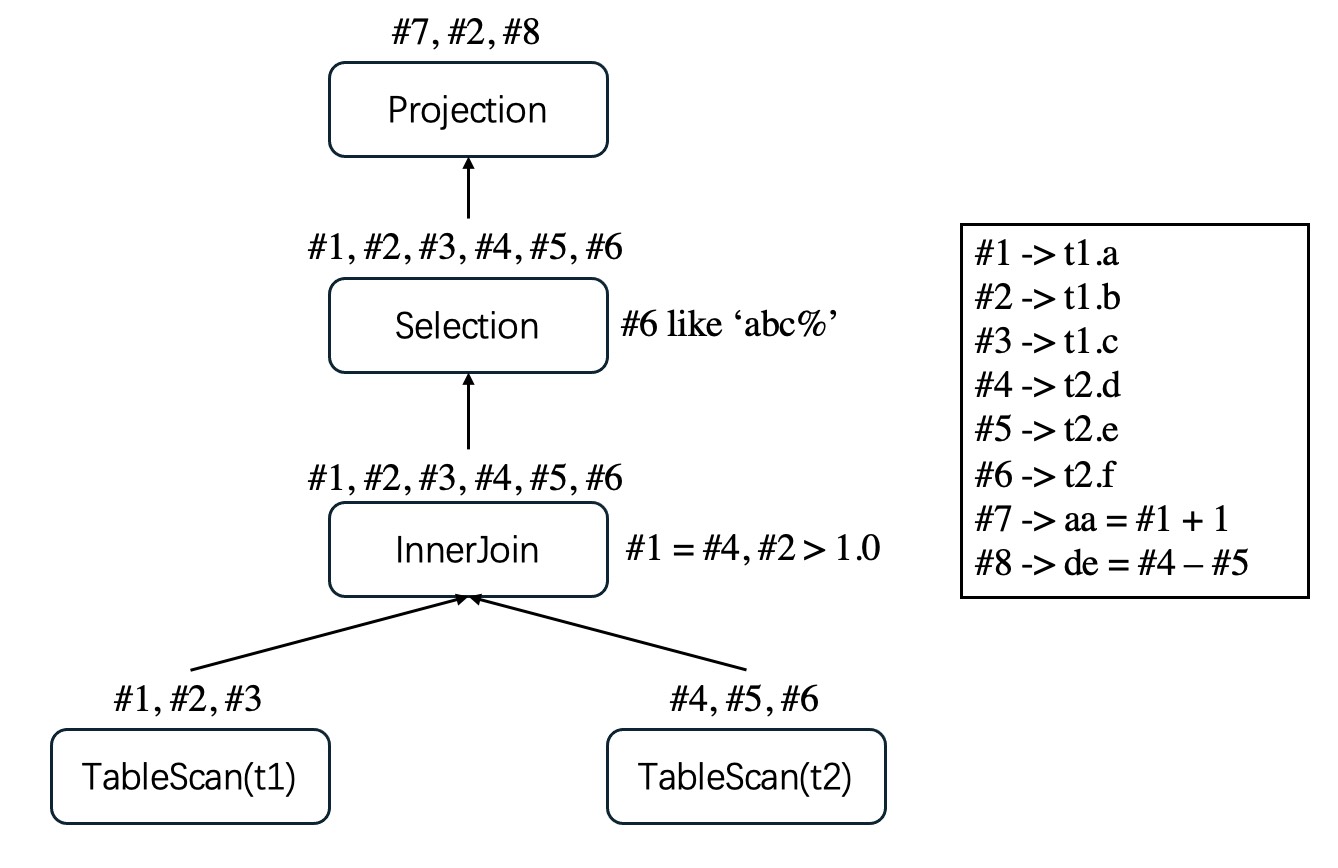 #7, #2, #8
Projection
#1, #2, #3, #4, #5, #6
Selection
#6 like ‘abc%’
#1, #2, #3, #4, #5, #6
InnerJoin
#1 = #4, #2 > 1.0
#1, #2, #3
TableScan(t1)
#4, #5, #6
TableScan(t2)
#1 -> t1.a
#2 -> t1.b
#3 -> t1.c
#4 -> t2.d
#5 -> t2.e
#6 -> t2.f
#7 -> aa = #1 + 1
#8 -> de = #4 – #5